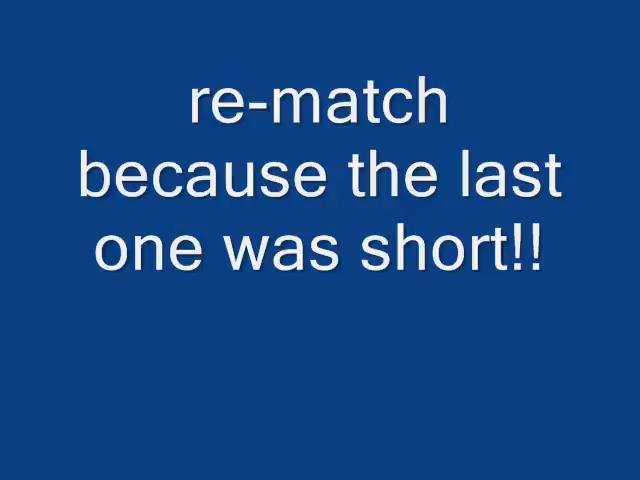 re-match
because the last
one was short!!